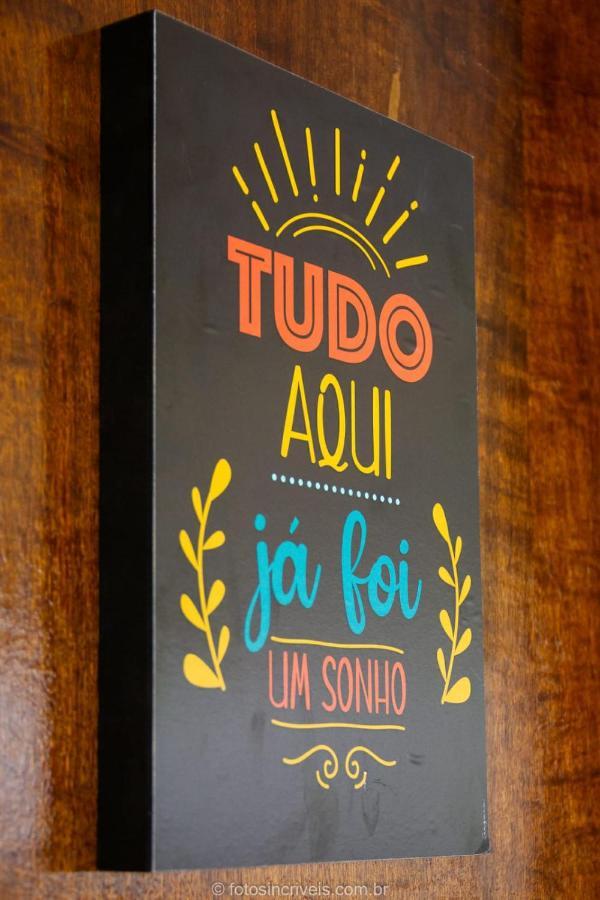 TUDO
AQUI
já foi
UM SONHO
© fotosincriveis.com.br